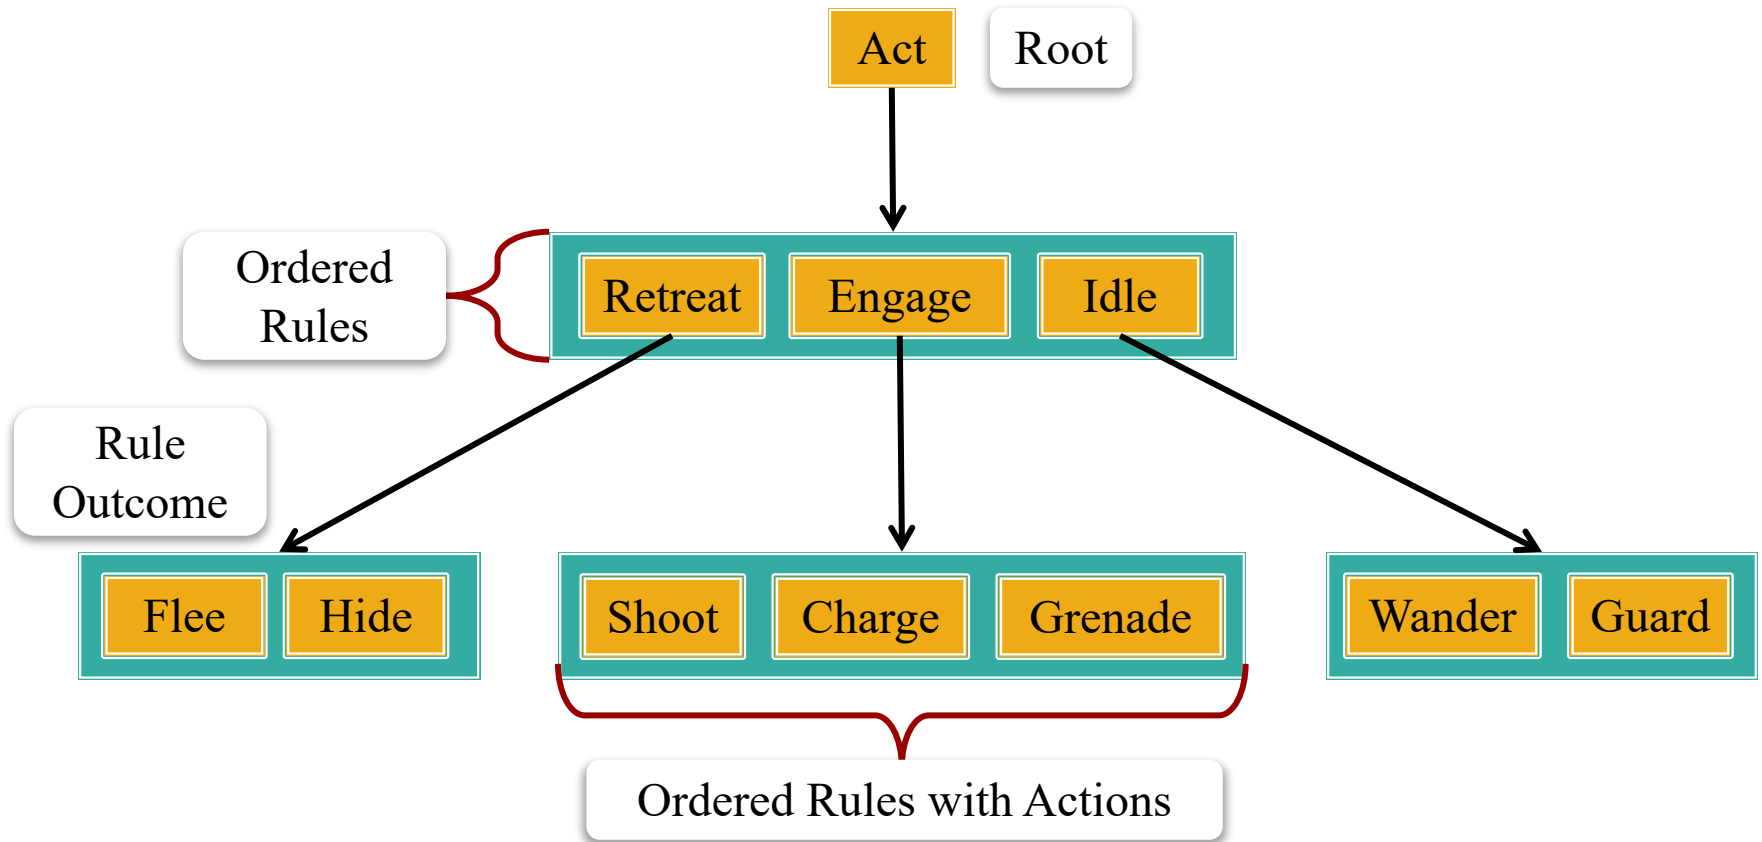 Act
Root
Ordered
Rules
Retreat
Engage
Idle
Rule
Outcome
Flee
Hide
Shoot
Charge
Grenade
Wander
Guard
Ordered Rules with Actions